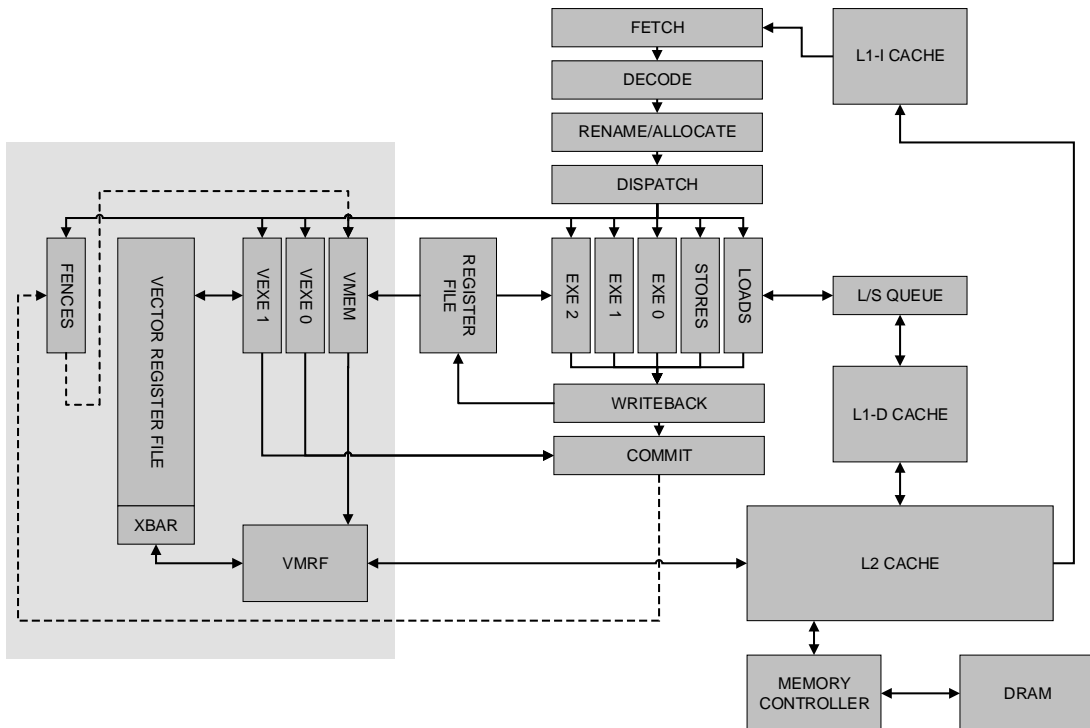 FETCH
L1-I CACHE
DECODE
RENAME/ALLOCATE
DISPATCH
FENCES
VECTOR REGISTER FILE
VEXE 1
VEXE 0
VMEM
REGISTER
FILE
EXE 2
EXE 1
EXE 0
STORES
LOADS
L/S QUEUE
WRITEBACK
L1-D CACHE
COMMIT
XBAR
VMRF
L2 CACHE
MEMORY
CONTROLLER
DRAM